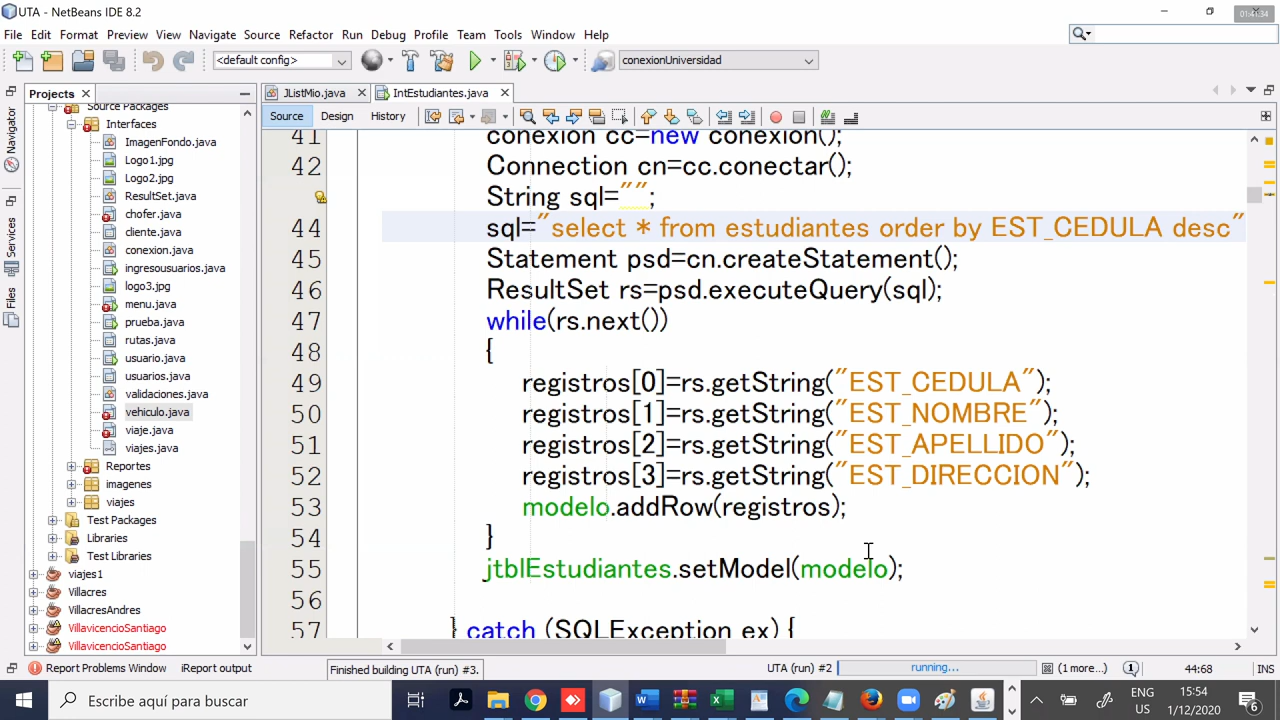 UTA - NetBeans IDE 8.2
01:41:34
File Edit Format Preview View Navigate Source Refactor Run Debug Profile Team Tools Window Help
<default config>
conexionUniversidad
Projects
JListMio.java
IntEstudiantes.java
Source Design History
Navigator
Services
Files
Source Packages
Interfaces
ImagenFondo.java
Logo1.jpg
Logo2.jpg
ResultSet.java
chofer.java
cliente.java
conexion.java
ingresousuarios.java
logo3.jpg
menu.java
prueba.java
rutas.java
usuario.java
usuarios.java
validaciones.java
vehiculo.java
viaje.java
viajes.java
Reportes
imagenes
viajes
Test Packages
Libraries
Test Libraries
viajes1
Villacres
VillacresAndres
VillavicencioSantiago
VillavicencioSantiago
41 conexion cc=new conexion();
42 Connection cn=cc.conectar();
String sql="";
44 sql="select * from estudiantes order by EST_CEDULA desc"
45 Statement psd=cn.createStatement();
46 ResultSet rs=psd.executeQuery(sql);
47 while(rs.next())
48 {
49 registros[0]=rs.getString("EST_CEDULA");
50 registros[1]=rs.getString("EST_NOMBRE");
51 registros[2]=rs.getString("EST_APELLIDO");
52 registros[3]=rs.getString("EST_DIRECCION");
53 modelo.addRow(registros);
54 }
55 jtblEstudiantes.setModel(modelo);
56
57 } catch (SQLException ex) {
Report Problems Window iReport output
Finished building UTA (run) #3.
UTA (run) #2
running...
(1 more...)
44:68
INS
Escribe aquí para buscar
ENG
US
15:54
1/12/2020
6